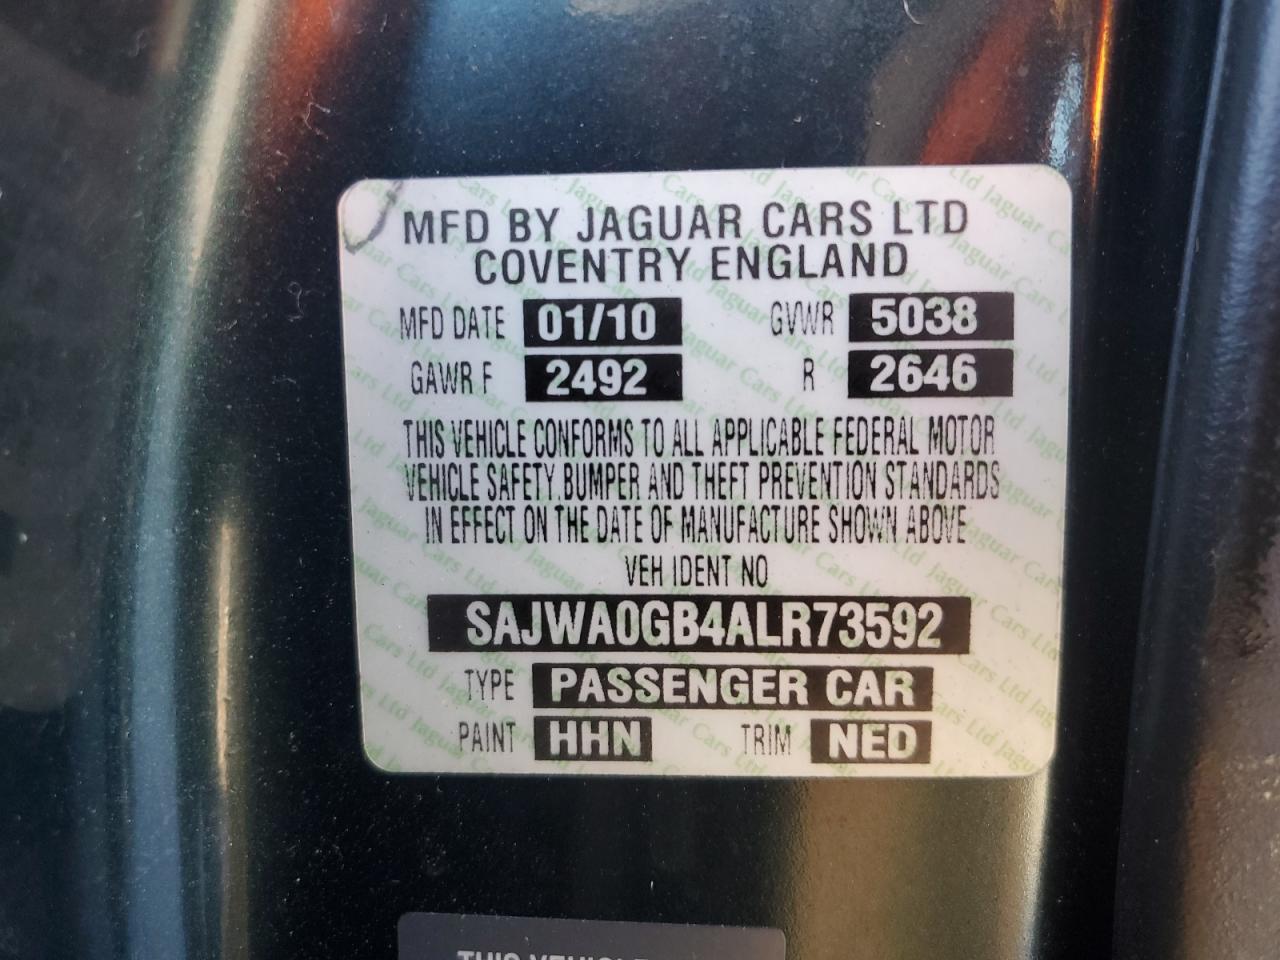 MFD BY JAGUAR CARS LTD
COVENTRY ENGLAND
MFD DATE 01/10 GVWR 5038
GAWR F 2492 R 2646
THIS VEHICLE CONFORMS TO ALL APPLICABLE FEDERAL MOTOR
VEHICLE SAFETY BUMPER AND THEFT PREVENTION STANDARDS
IN EFFECT ON THE DATE OF MANUFACTURE SHOWN ABOVE
VEH IDENT NO
SAJWA0GB4ALR73592
TYPE PASSENGER CAR
PAINT HHN TRIM NED
THIS VEHICLE